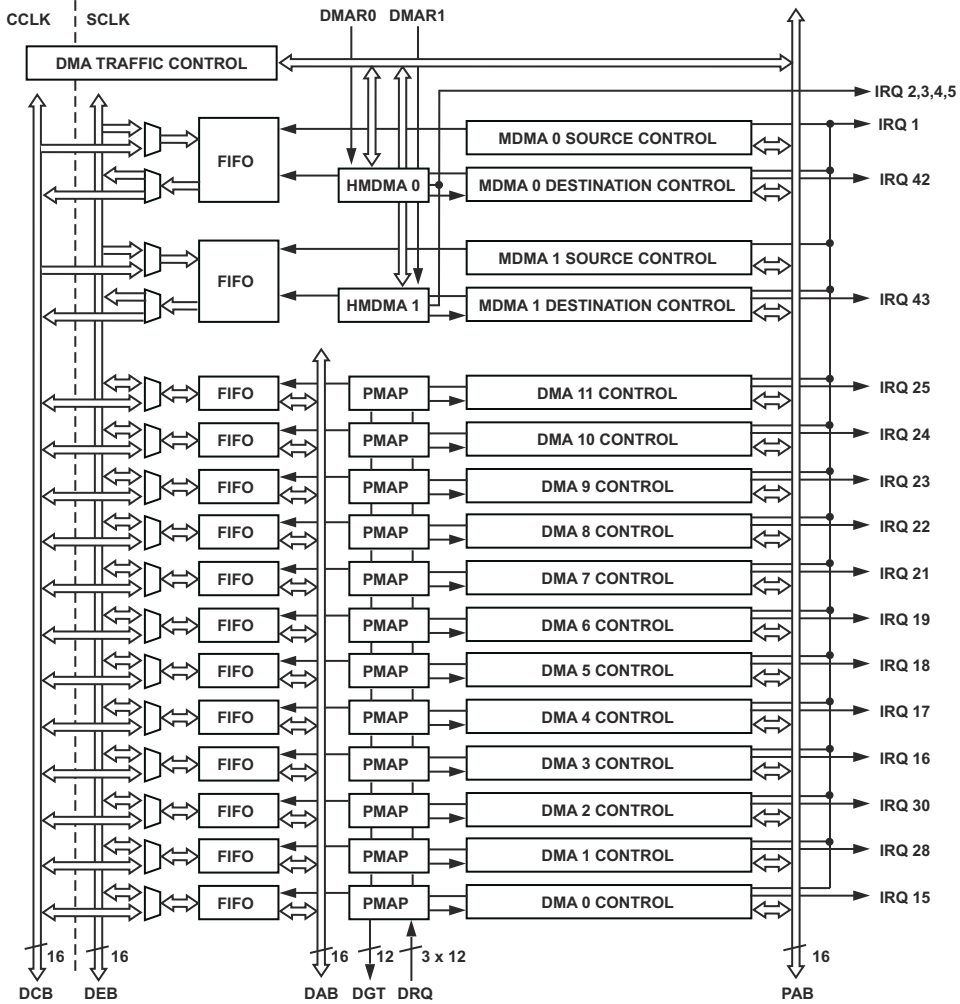 CCLK SCLK DMAR0 DMAR1
DMA TRAFFIC CONTROL
IRQ 2,3,4,5
MDMA 0 SOURCE CONTROL IRQ 1
FIFO
HMDMA 0 MDMA 0 DESTINATION CONTROL IRQ 42
MDMA 1 SOURCE CONTROL
FIFO
HMDMA 1 MDMA 1 DESTINATION CONTROL IRQ 43
FIFO PMAP DMA 11 CONTROL IRQ 25
FIFO PMAP DMA 10 CONTROL IRQ 24
FIFO PMAP DMA 9 CONTROL IRQ 23
FIFO PMAP DMA 8 CONTROL IRQ 22
FIFO PMAP DMA 7 CONTROL IRQ 21
FIFO PMAP DMA 6 CONTROL IRQ 19
FIFO PMAP DMA 5 CONTROL IRQ 18
FIFO PMAP DMA 4 CONTROL IRQ 17
FIFO PMAP DMA 3 CONTROL IRQ 16
FIFO PMAP DMA 2 CONTROL IRQ 30
FIFO PMAP DMA 1 CONTROL IRQ 28
FIFO PMAP DMA 0 CONTROL IRQ 15
16 16 16 12 3 x 12 16
DCB DEB DAB DGT DRQ PAB